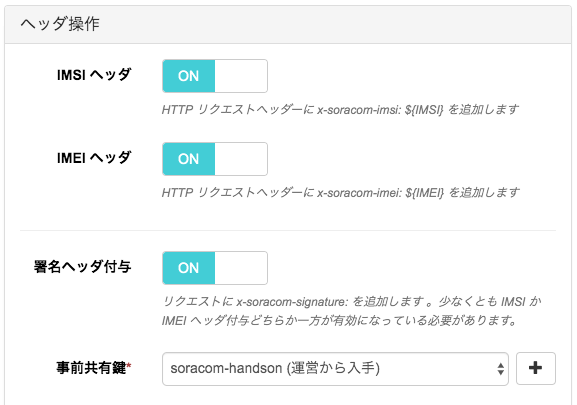 ヘッダ操作
IMSI ヘッダ
ON
HTTP リクエストヘッダーに x-soracom-imsi: ${IMSI} を追加します
IMEI ヘッダ
ON
HTTP リクエストヘッダーに x-soracom-imei: ${IMEI} を追加します
署名ヘッダ付与
ON
リクエストに x-soracom-signature: を追加します 。少なくとも IMSI か
IMEI ヘッダ付与どちらか一方が有効になっている必要があります。
事前共有鍵*
soracom-handson (運営から入手)